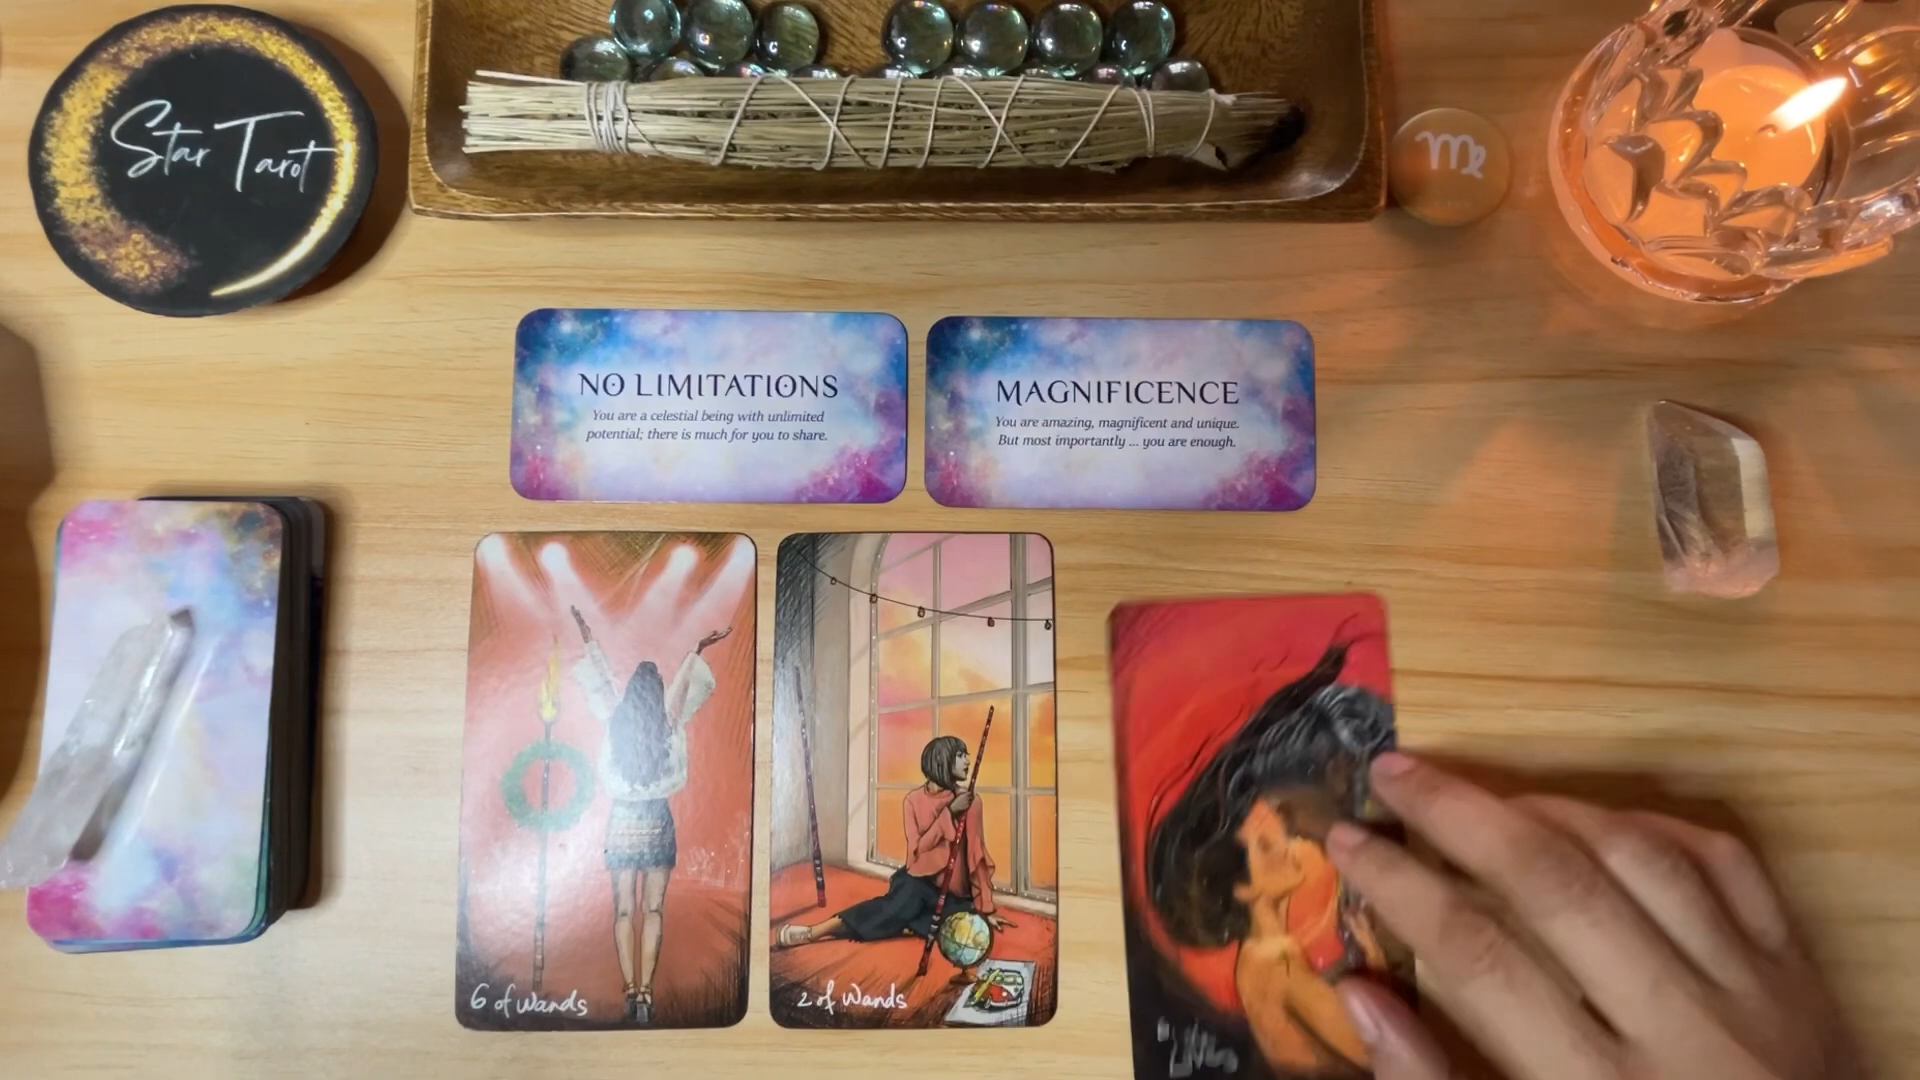 Star Tarot
NO LIMITATIONS
You are a celestial being with unlimited
potential; there is much for you to share.
MAGNIFICENCE
You are amazing, magnificent and unique.
But most importantly ... you are enough.
6 of Wands
2 of Wands